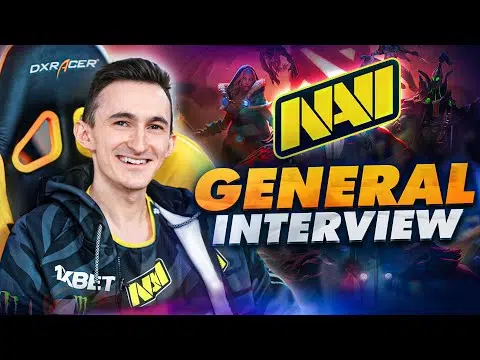 DXRACER
NAVI
GENERAL
INTERVIEW
1XBET
NAVI